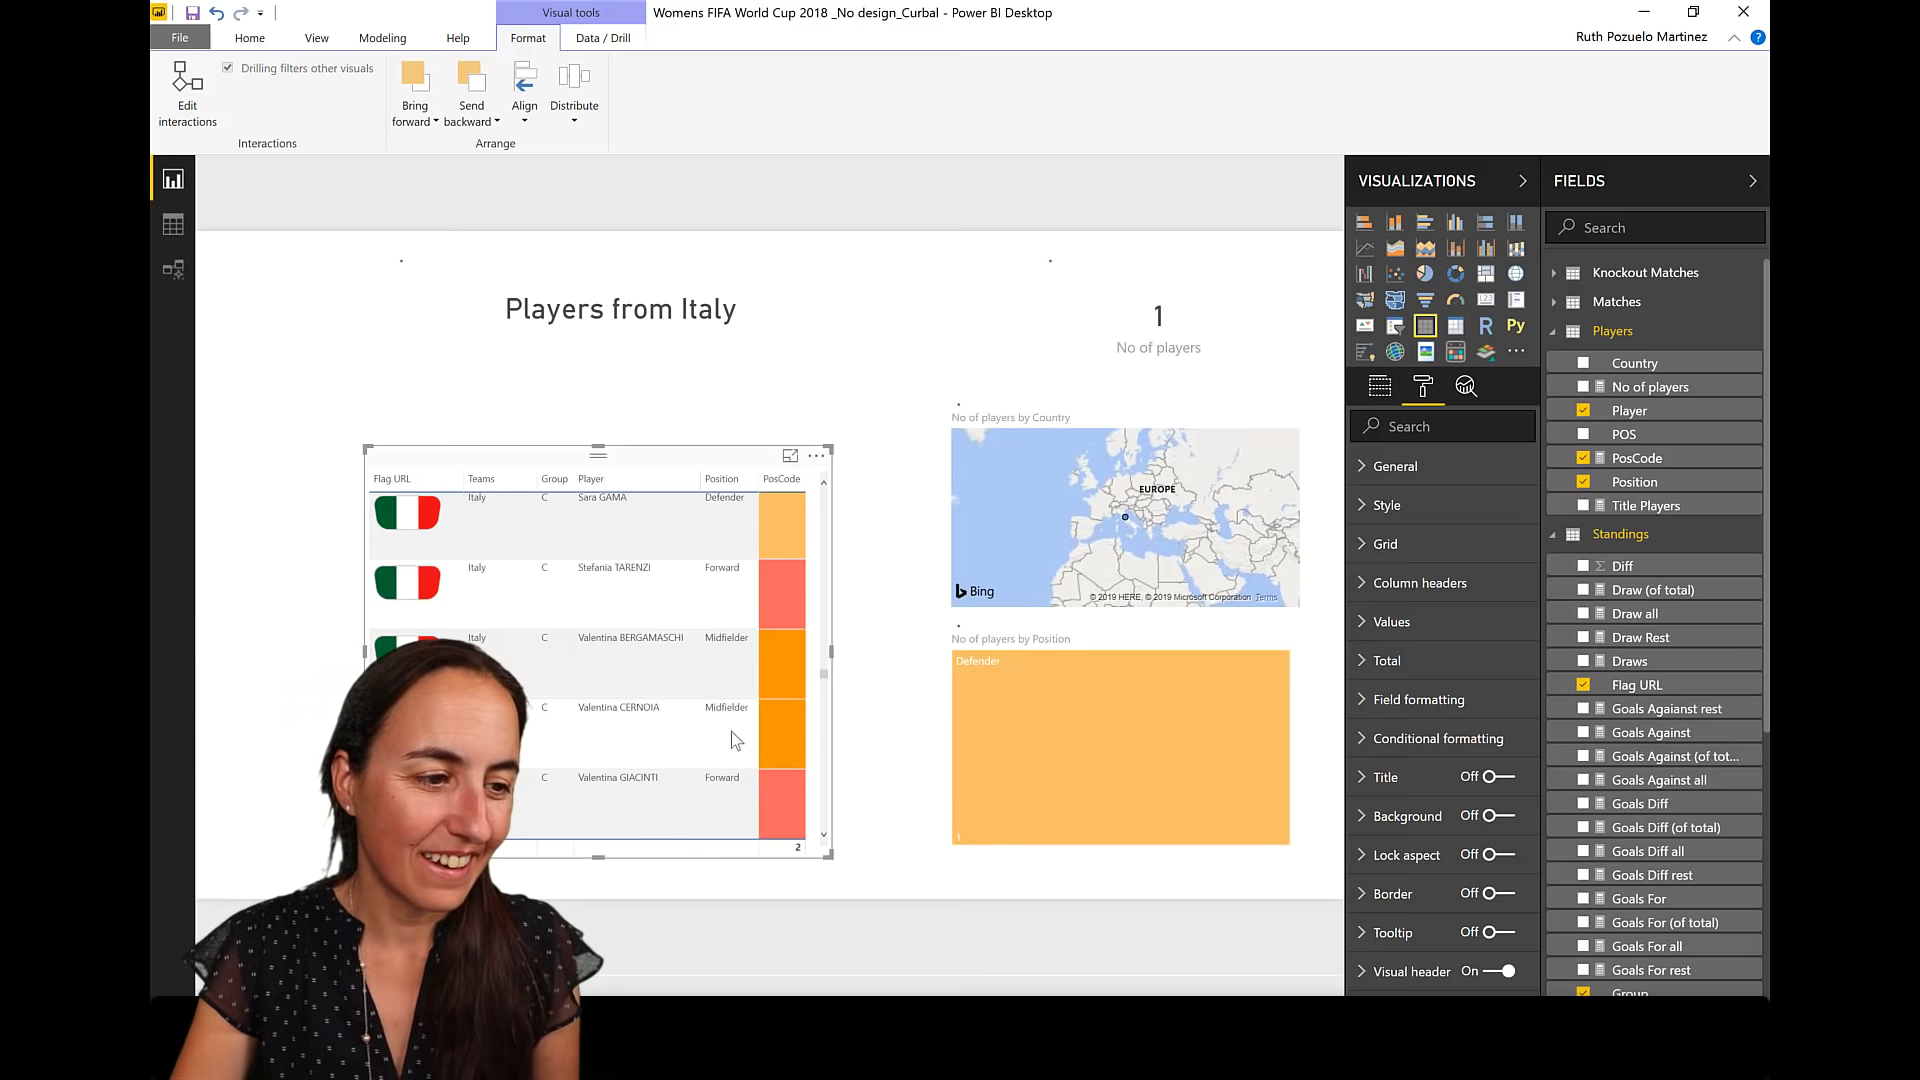 Visual tools
Womens FIFA World Cup 2018 _No design_Curbal - Power BI Desktop
File
Home
View
Modeling
Help
Format
Data / Drill
Ruth Pozuelo Martinez
?
Edit
interactions
Drilling filters other visuals
Interactions
Bring
forward
Send
backward
Align
Distribute
Arrange
Players from Italy
1
No of players
Flag URL Teams Group Player Position PosCode
Italy C Sara GAMA Defender
Italy C Stefania TARENZI Forward
Italy C Valentina BERGAMASCHI Midfielder
C Valentina CERNOIA Midfielder
C Valentina GIACINTI Forward
2
No of players by Country
EUROPE
Bing
© 2019 HERE, © 2019 Microsoft Corporation Terms
No of players by Position
Defender
1
VISUALIZATIONS
R
Py
123
Search
General
Style
Grid
Column headers
Values
Total
Field formatting
Conditional formatting
Title Off
Background Off
Lock aspect Off
Border Off
Tooltip Off
Visual header On
FIELDS
Search
Knockout Matches
Matches
Players
Country
No of players
Player
POS
PosCode
Position
Title Players
Standings
Σ Diff
Draw (of total)
Draw all
Draw Rest
Draws
Flag URL
Goals Agaianst rest
Goals Against
Goals Against (of tot...
Goals Against all
Goals Diff
Goals Diff (of total)
Goals Diff all
Goals Diff rest
Goals For
Goals For (of total)
Goals For all
Goals For rest
Group